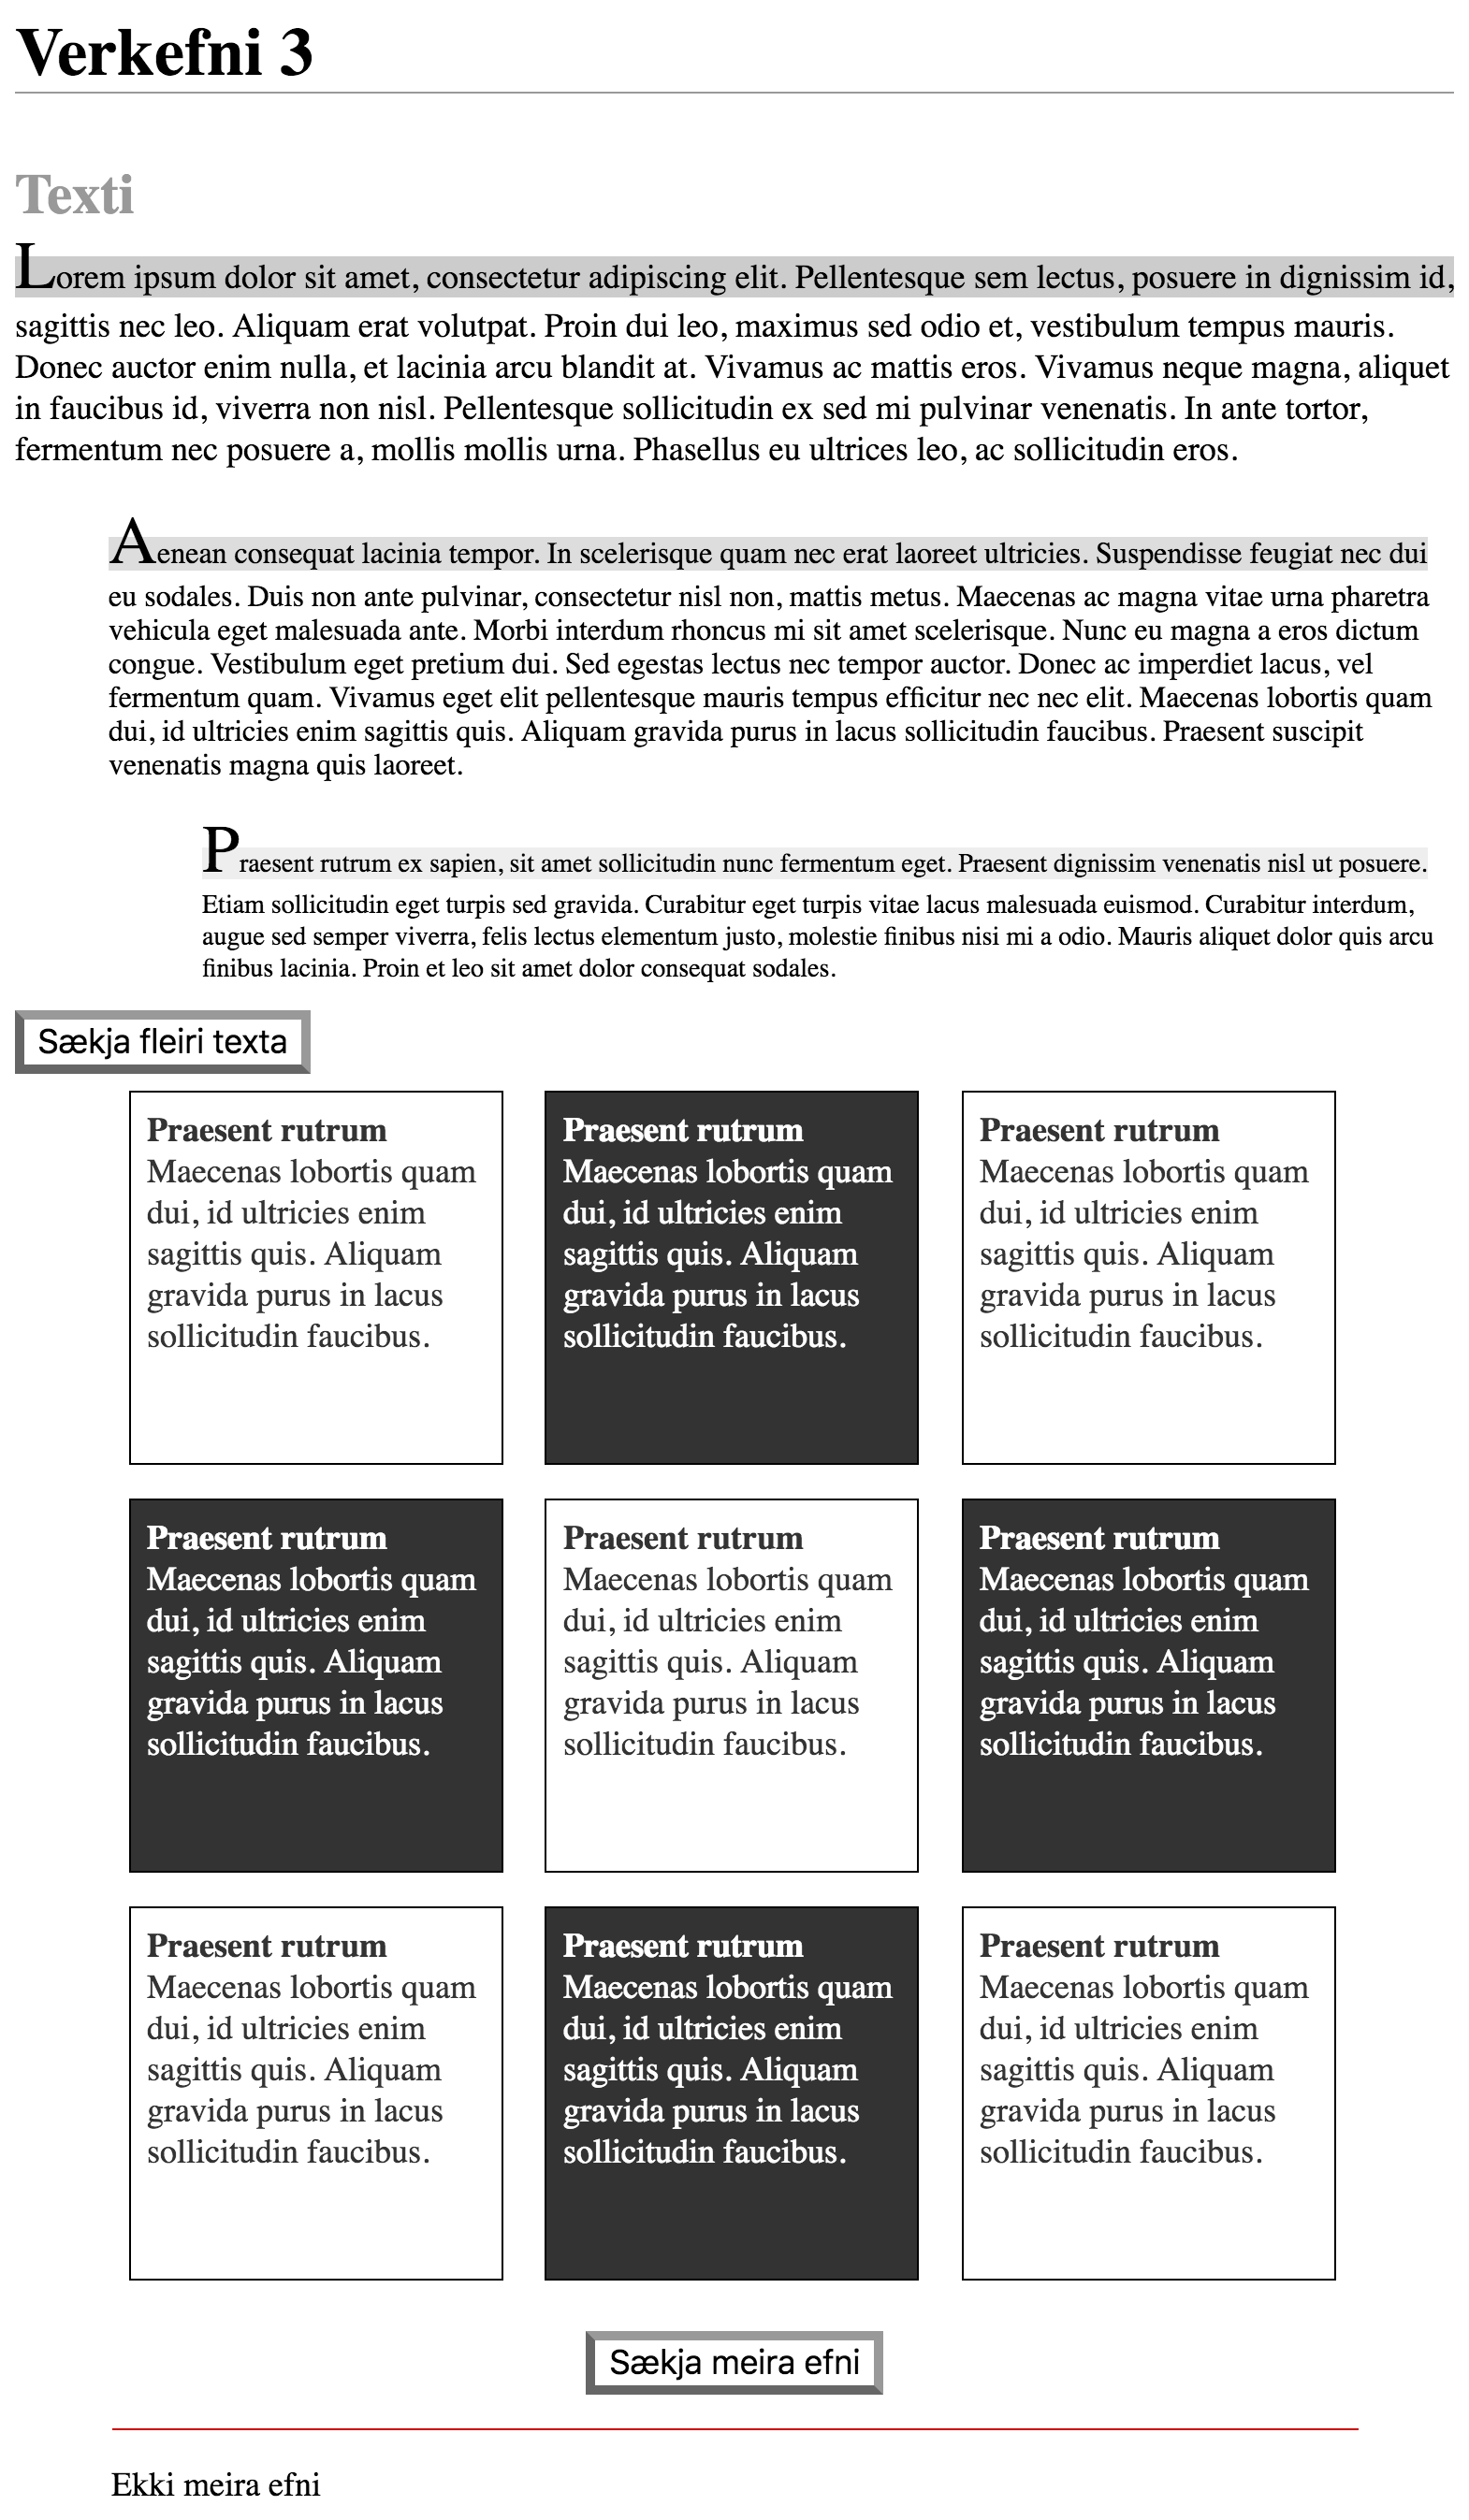 Verkefni 3
Texti
Lorem ipsum dolor sit amet, consectetur adipiscing elit. Pellentesque sem lectus, posuere in dignissim id,
sagittis nec leo. Aliquam erat volutpat. Proin dui leo, maximus sed odio et, vestibulum tempus mauris.
Donec auctor enim nulla, et lacinia arcu blandit at. Vivamus ac mattis eros. Vivamus neque magna, aliquet
in faucibus id, viverra non nisl. Pellentesque sollicitudin ex sed mi pulvinar venenatis. In ante tortor,
fermentum nec posuere a, mollis mollis urna. Phasellus eu ultrices leo, ac sollicitudin eros.
Aenean consequat lacinia tempor. In scelerisque quam nec erat laoreet ultricies. Suspendisse feugiat nec dui
eu sodales. Duis non ante pulvinar, consectetur nisl non, mattis metus. Maecenas ac magna vitae urna pharetra
vehicula eget malesuada ante. Morbi interdum rhoncus mi sit amet scelerisque. Nunc eu magna a eros dictum
congue. Vestibulum eget pretium dui. Sed egestas lectus nec tempor auctor. Donec ac imperdiet lacus, vel
fermentum quam. Vivamus eget elit pellentesque mauris tempus efficitur nec nec elit. Maecenas lobortis quam
dui, id ultricies enim sagittis quis. Aliquam gravida purus in lacus sollicitudin faucibus. Praesent suscipit
venenatis magna quis laoreet.
Praesent rutrum ex sapien, sit amet sollicitudin nunc fermentum eget. Praesent dignissim venenatis nisl ut posuere.
Etiam sollicitudin eget turpis sed gravida. Curabitur eget turpis vitae lacus malesuada euismod. Curabitur interdum,
augue sed semper viverra, felis lectus elementum justo, molestie finibus nisi mi a odio. Mauris aliquet dolor quis arcu
finibus lacinia. Proin et leo sit amet dolor consequat sodales.
Sækja fleiri texta
Praesent rutrum
Maecenas lobortis quam
dui, id ultricies enim
sagittis quis. Aliquam
gravida purus in lacus
sollicitudin faucibus.
Praesent rutrum
Maecenas lobortis quam
dui, id ultricies enim
sagittis quis. Aliquam
gravida purus in lacus
sollicitudin faucibus.
Praesent rutrum
Maecenas lobortis quam
dui, id ultricies enim
sagittis quis. Aliquam
gravida purus in lacus
sollicitudin faucibus.
Praesent rutrum
Maecenas lobortis quam
dui, id ultricies enim
sagittis quis. Aliquam
gravida purus in lacus
sollicitudin faucibus.
Praesent rutrum
Maecenas lobortis quam
dui, id ultricies enim
sagittis quis. Aliquam
gravida purus in lacus
sollicitudin faucibus.
Praesent rutrum
Maecenas lobortis quam
dui, id ultricies enim
sagittis quis. Aliquam
gravida purus in lacus
sollicitudin faucibus.
Praesent rutrum
Maecenas lobortis quam
dui, id ultricies enim
sagittis quis. Aliquam
gravida purus in lacus
sollicitudin faucibus.
Praesent rutrum
Maecenas lobortis quam
dui, id ultricies enim
sagittis quis. Aliquam
gravida purus in lacus
sollicitudin faucibus.
Praesent rutrum
Maecenas lobortis quam
dui, id ultricies enim
sagittis quis. Aliquam
gravida purus in lacus
sollicitudin faucibus.
Sækja meira efni
Ekki meira efni